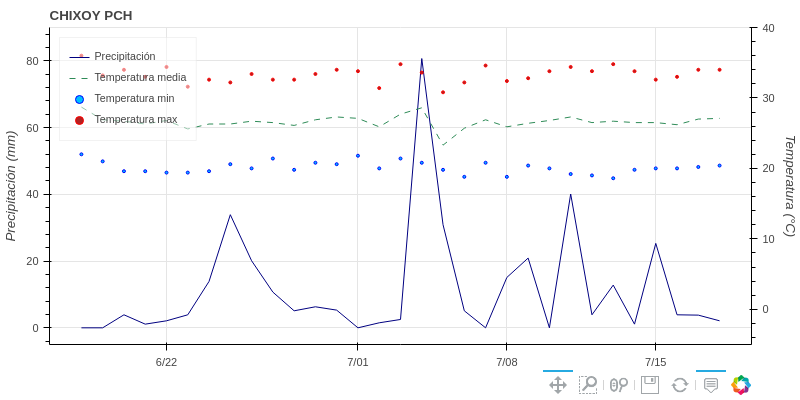 CHIXOY PCH
Precipitación
Temperatura media
Temperatura min
Temperatura max
Precipitación (mm)
80
60
40
20
0
Temperatura (°C)
40
30
20
10
0
6/22
7/01
7/08
7/15